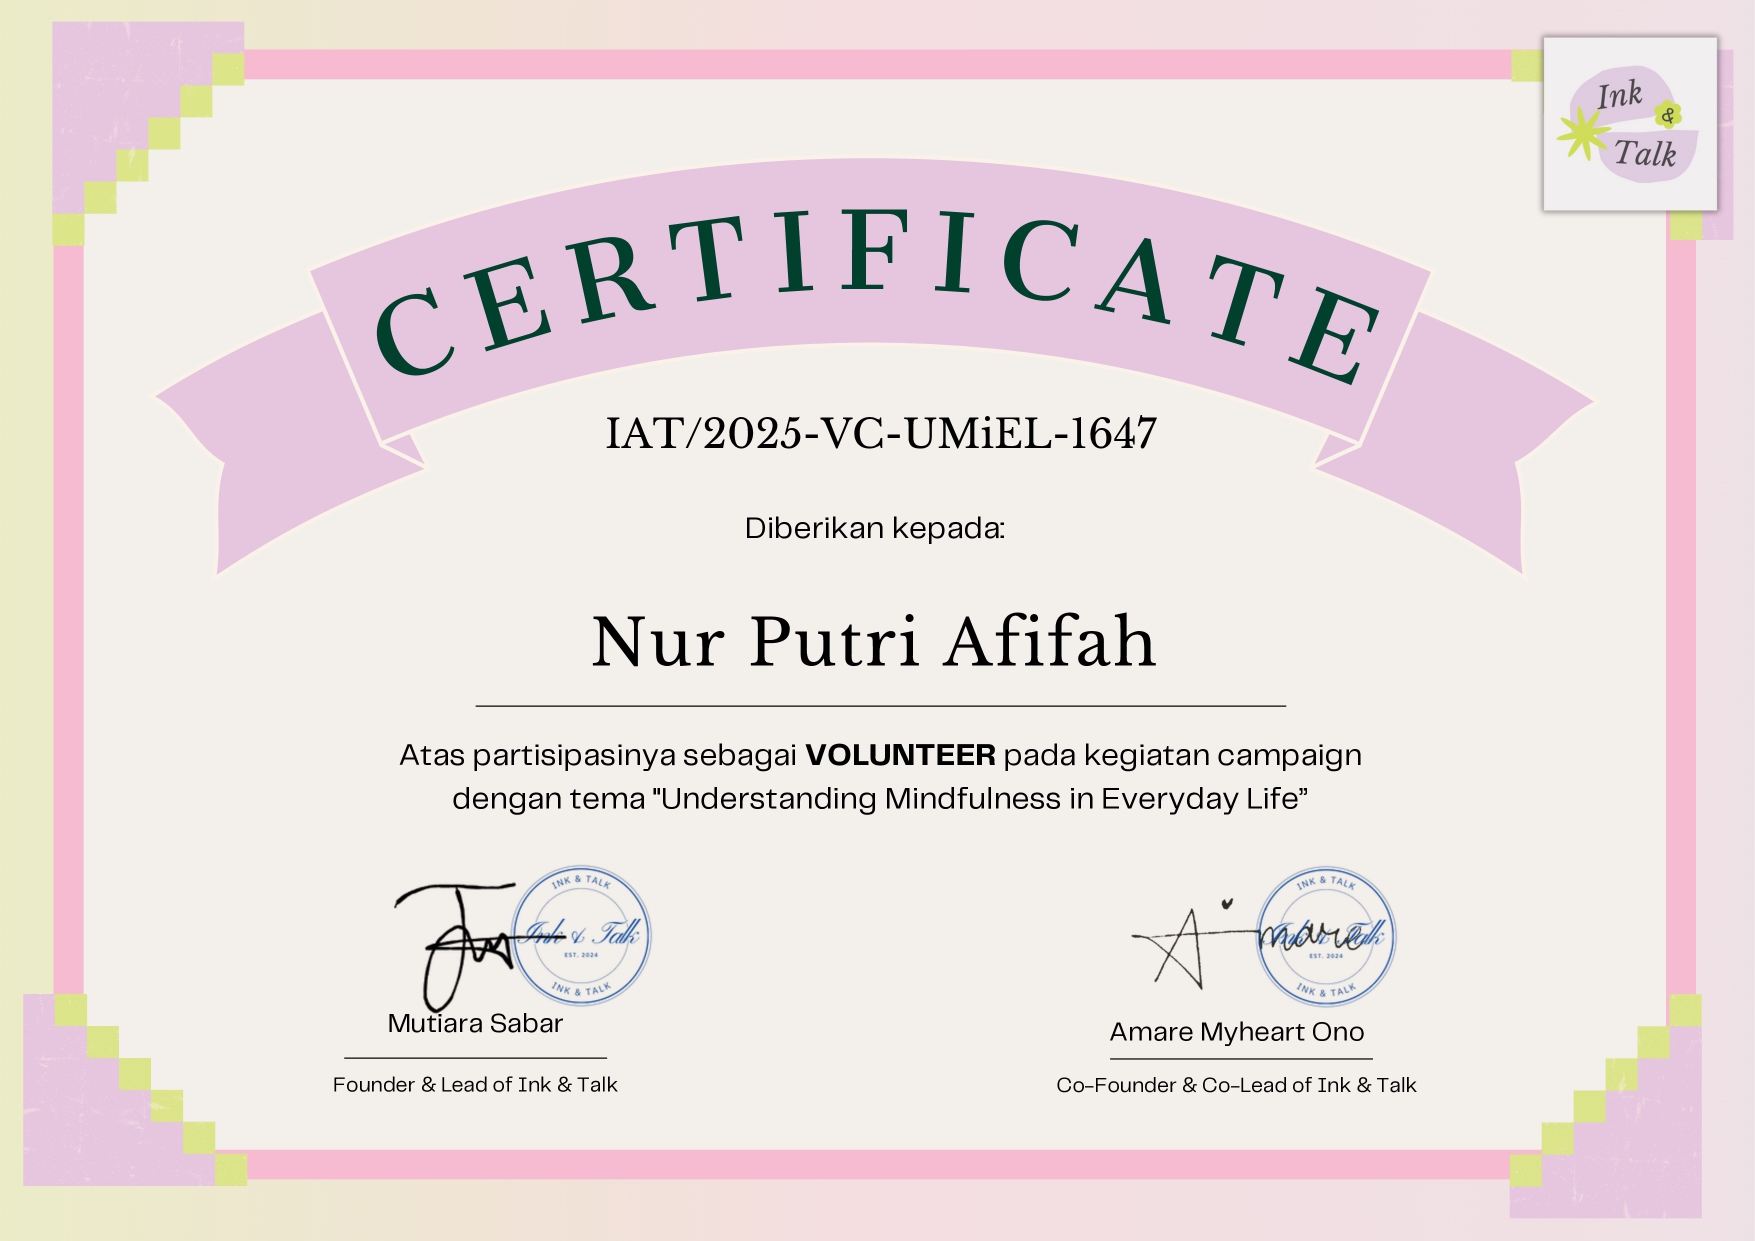 Ink
&
Talk
CERTIFICATE
IAT/2025-VC-UMiEL-1647
Diberikan kepada:
Nur Putri Afifah
Atas partisipasinya sebagai VOLUNTEER pada kegiatan campaign
dengan tema "Understanding Mindfulness in Everyday Life”
INK & TALK
Ink & Talk
EST. 2024
INK & TALK
INK & TALK
Ink & Talk
EST. 2024
INK & TALK
Amare
Mutiara Sabar
Amare Myheart Ono
Founder & Lead of Ink & Talk
Co-Founder & Co-Lead of Ink & Talk